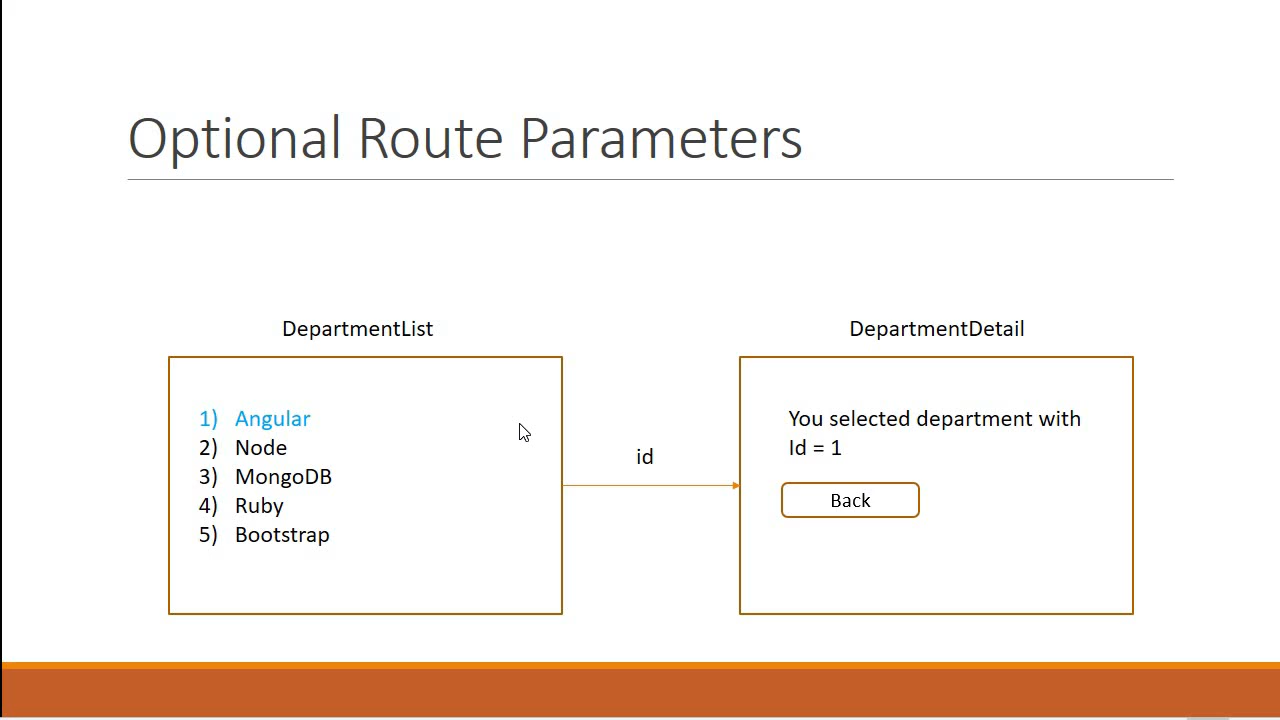 Optional Route Parameters
DepartmentList
1) Angular
2) Node
3) MongoDB
4) Ruby
5) Bootstrap
id
DepartmentDetail
You selected department with
Id = 1
Back